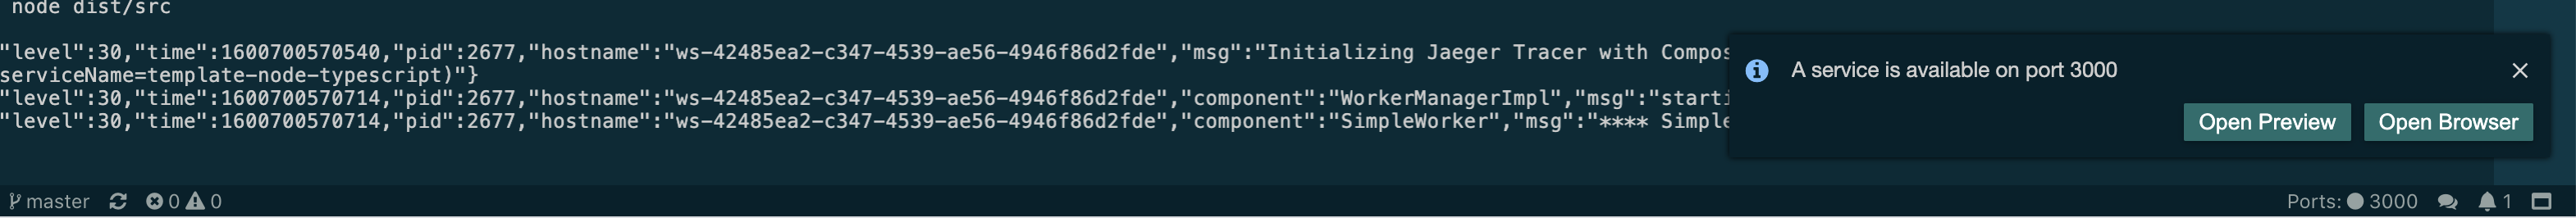 node dist/src
"level":30,"time":1600700570540,"pid":2677,"hostname":"ws-42485ea2-c347-4539-ae56-4946f86d2fde","msg":"Initializing Jaeger Tracer with Compos
serviceName=template-node-typescript)"}
"level":30,"time":1600700570714,"pid":2677,"hostname":"ws-42485ea2-c347-4539-ae56-4946f86d2fde","component":"WorkerManagerImpl","msg":"starti
"level":30,"time":1600700570714,"pid":2677,"hostname":"ws-42485ea2-c347-4539-ae56-4946f86d2fde","component":"SimpleWorker","msg":"**** Simple
A service is available on port 3000
Open Preview Open Browser
master 0 0 Ports: 3000 1